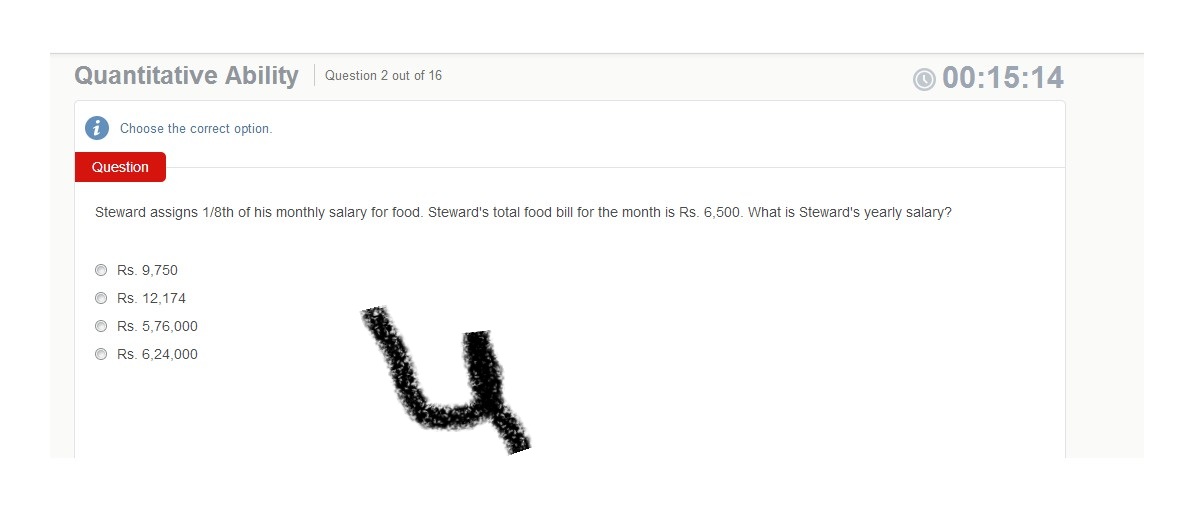 Quantitative Ability Question 2 out of 16 00:15:14
Choose the correct option.
Question
Steward assigns 1/8th of his monthly salary for food. Steward's total food bill for the month is Rs. 6,500. What is Steward's yearly salary?
Rs. 9,750
Rs. 12,174
Rs. 5,76,000
Rs. 6,24,000
4